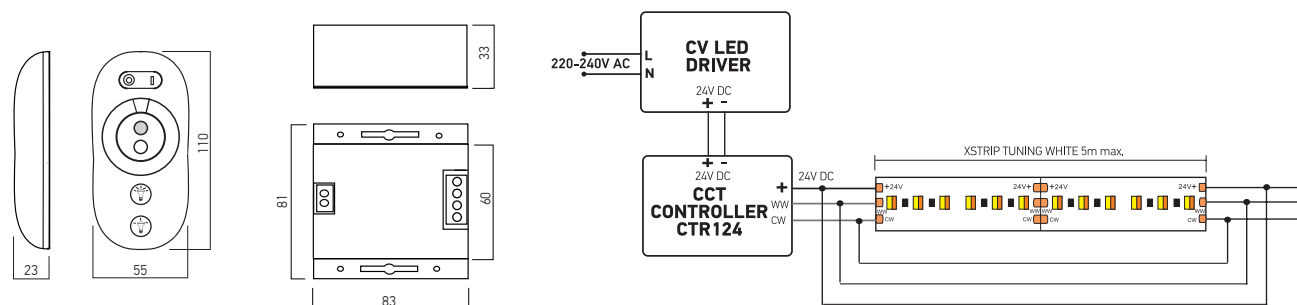 23
55
110
33
81
60
83
220-240V AC
L
N
CV LED
DRIVER
24V DC
+ -
+ -
24V DC
CCT
CONTROLLER
CTR124
+
WW
CW
24V DC
XSTRIP TUNING WHITE 5m max.
+24V
WW
CW
24V+
WW
CW
+24V
WW
CW
24V+
WW
CW